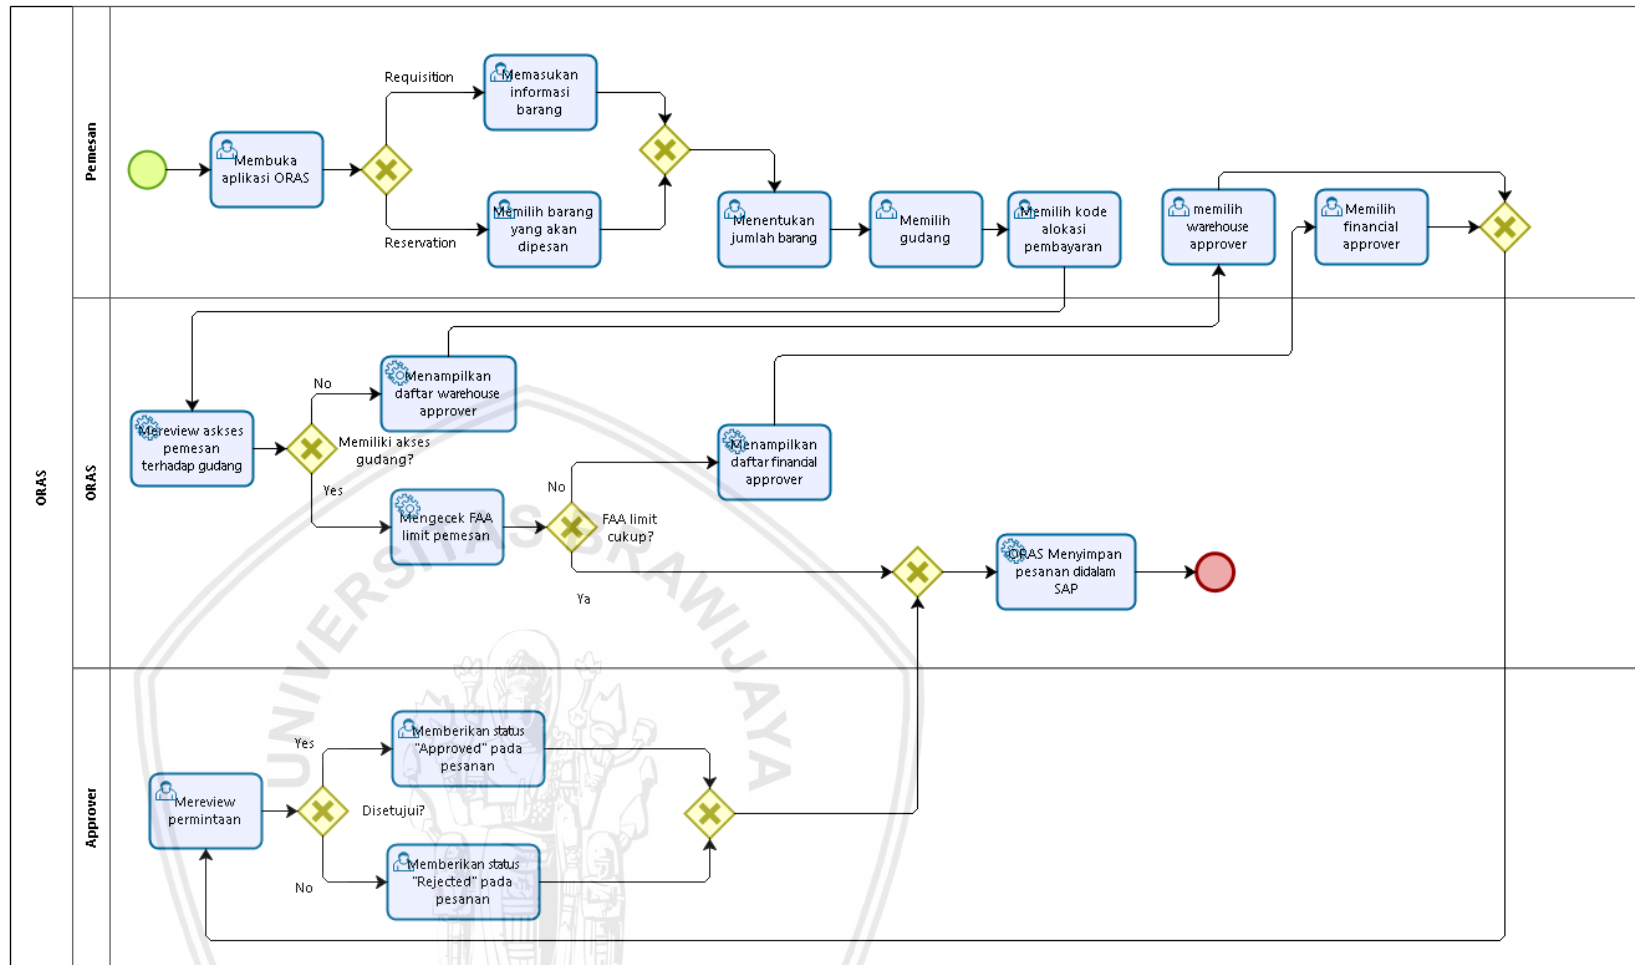 ORAS
Pemesan
Membuka
aplikasi ORAS
Requisition
Reservation
Memasukan
informasi
barang
Memilih barang
yang akan
dipesan
Menentukan
jumlah barang
Memilih
gudang
Memilih kode
alokasi
pembayaran
memilih
warehouse
approver
Memilih
financial
approver
ORAS
Mereview askses
pemesan
terhadap gudang
No
Memiliki akses
gudang?
Yes
Menampilkan
daftar warehouse
approver
Mengecek FAA
limit pemesan
No
FAA limit
cukup?
Ya
Menampilkan
daftar financial
approver
ORAS Menyimpan
pesanan didalam
SAP
Approver
Mereview
permintaan
Yes
Disetujui?
No
Memberikan status
"Approved" pada
pesanan
Memberikan status
"Rejected" pada
pesanan
UNIVERSITAS BRAWIJAYA